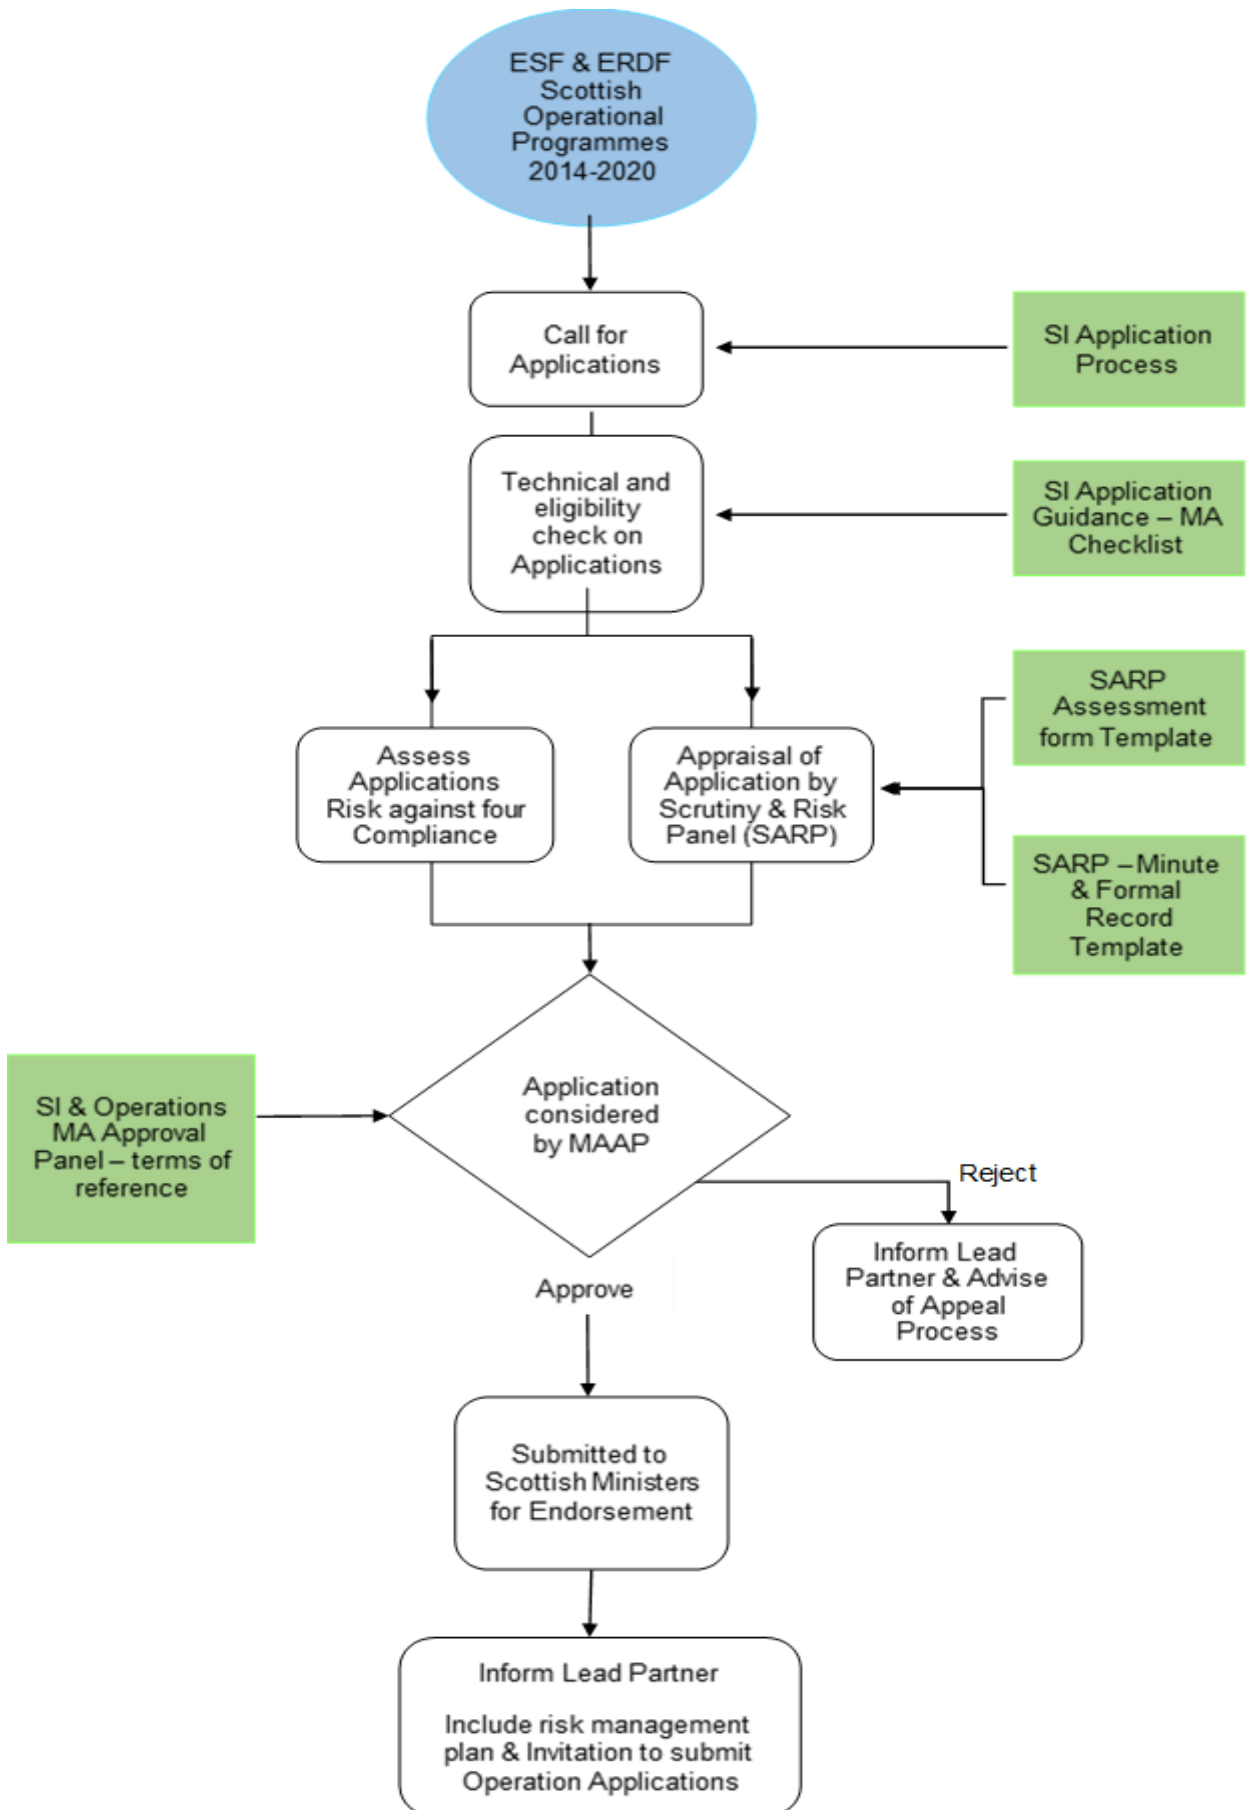 ESF & ERDF
Scottish
Operational
Programmes
2014-2020
Call for
Applications
SI Application
Process
Technical and
eligibility
check on
Applications
SI Application
Guidance – MA
Checklist
Assess
Applications
Risk against four
Compliance
Appraisal of
Application by
Scrutiny & Risk
Panel (SARP)
SARP
Assessment
form Template
SARP – Minute
& Formal
Record
Template
SI & Operations
MA Approval
Panel – terms of
reference
Application
considered
by MAAP
Reject
Inform Lead
Partner & Advise
of Appeal
Process
Approve
Submitted to
Scottish Ministers
for Endorsement
Inform Lead Partner
Include risk management
plan & Invitation to submit
Operation Applications